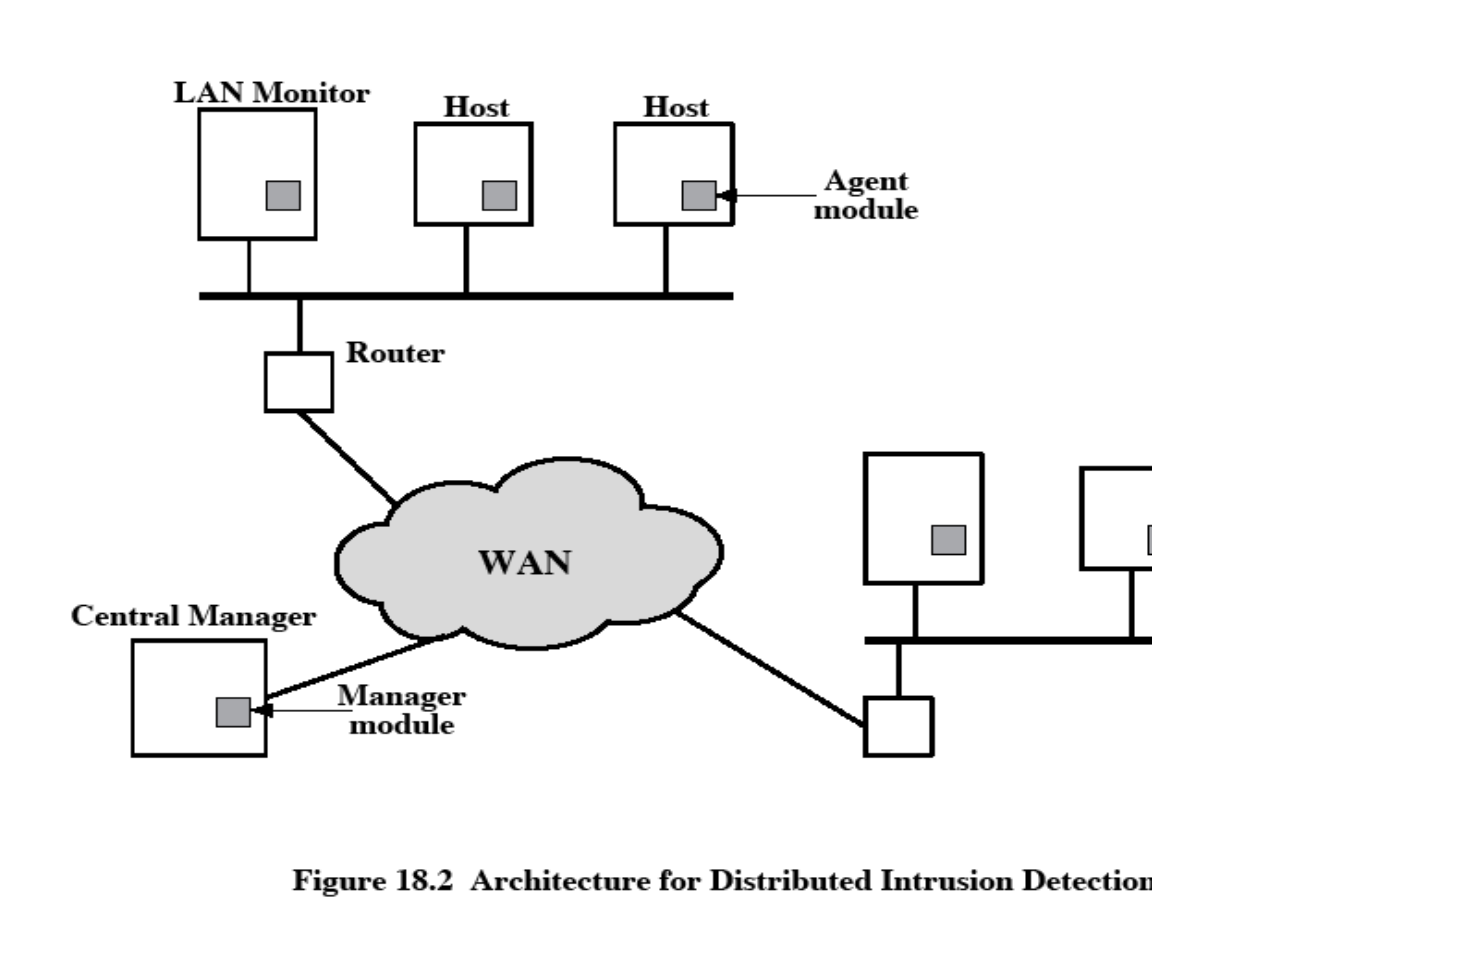 LAN Monitor
Host
Host
Agent
module
Router
WAN
Central Manager
Manager
module
Figure 18.2 Architecture for Distributed Intrusion Detection